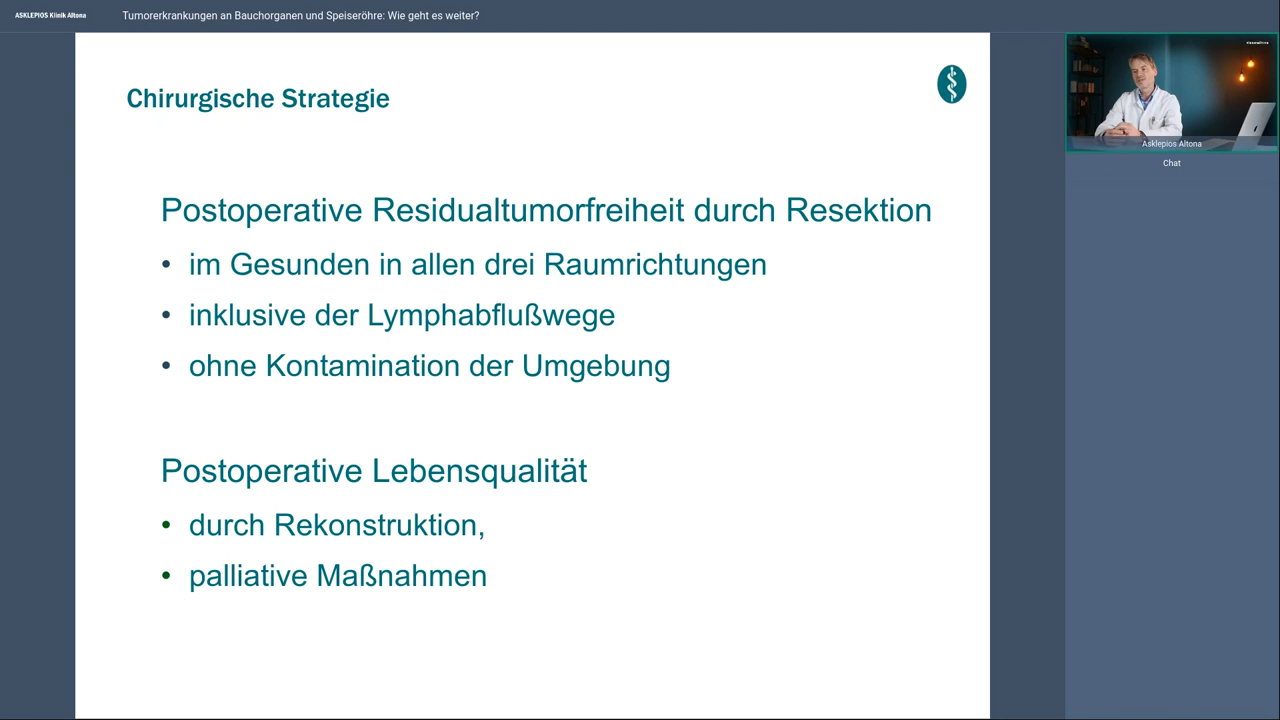 ASKLEPIOS Klinik Altona
Tumorerkrankungen an Bauchorganen und Speiseröhre: Wie geht es weiter?
Chirurgische Strategie
Postoperative Residualtumorfreiheit durch Resektion
• im Gesunden in allen drei Raumrichtungen
• inklusive der Lymphabflußwege
• ohne Kontamination der Umgebung
Postoperative Lebensqualität
• durch Rekonstruktion,
• palliative Maßnahmen
Asklepios Altona
Chat